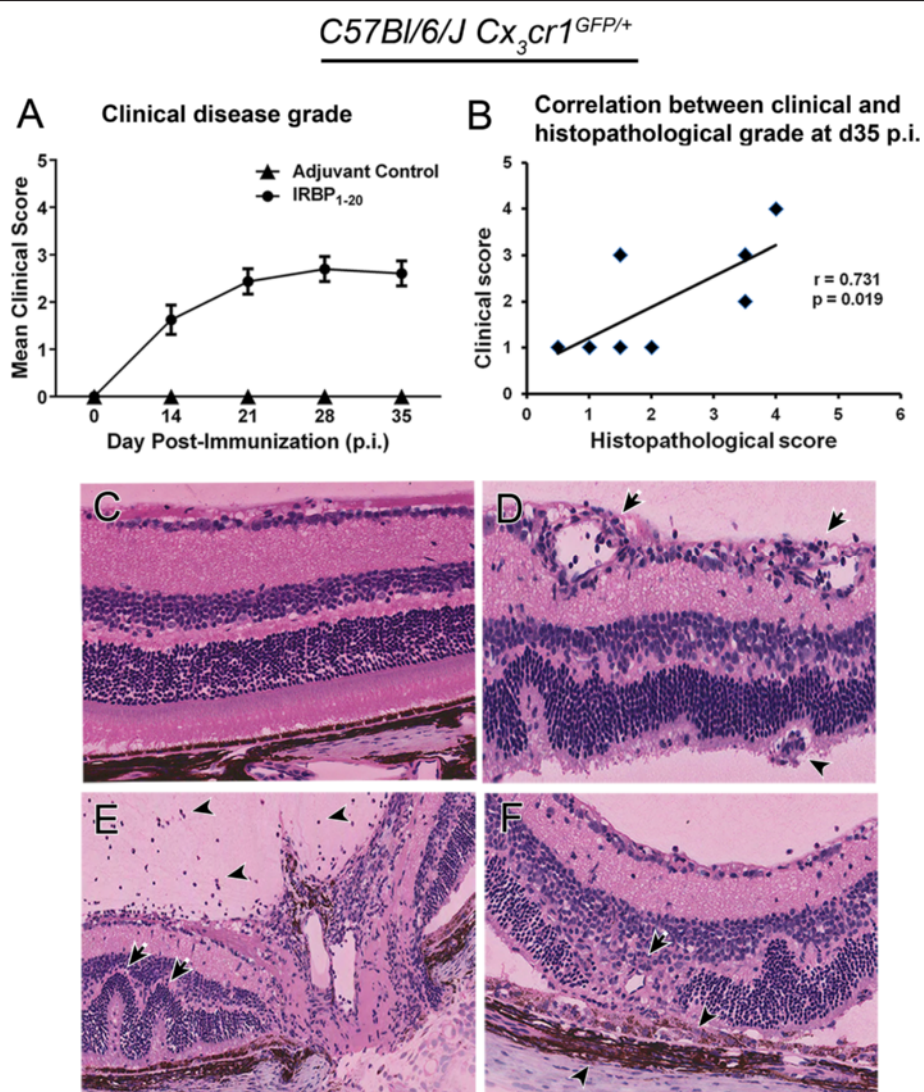 C57Bl/6/J Cx3cr1GFP/+
A
Clinical disease grade
Mean Clinical Score
5
4
3
2
1
0
Adjuvant Control
IRBP1-20
0 14 21 28 35
Day Post-Immunization (p.i.)
B
Correlation between clinical and
histopathological grade at d35 p.i.
Clinical score
5
4
3
2
1
0
r = 0.731
p = 0.019
0 1 2 3 4 5 6
Histopathological score
C
D
E
F